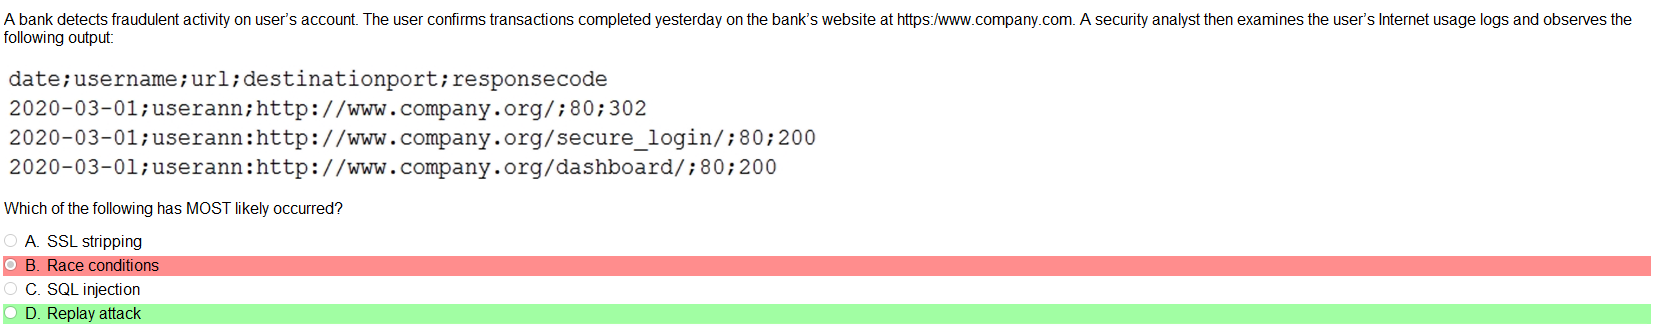 A bank detects fraudulent activity on user's account. The user confirms transactions completed yesterday on the bank's website at https:/www.company.com. A security analyst then examines the user's Internet usage logs and observes the
following output:
date;username;url;destinationport;responsecode
2020-03-01;userann;http://www.company.org/;80;302
2020-03-01;userann:http://www.company.org/secure_login/;80;200
2020-03-01;userann:http://www.company.org/dashboard/;80;200
Which of the following has MOST likely occurred?
A. SSL stripping
B. Race conditions
C. SQL injection
D. Replay attack